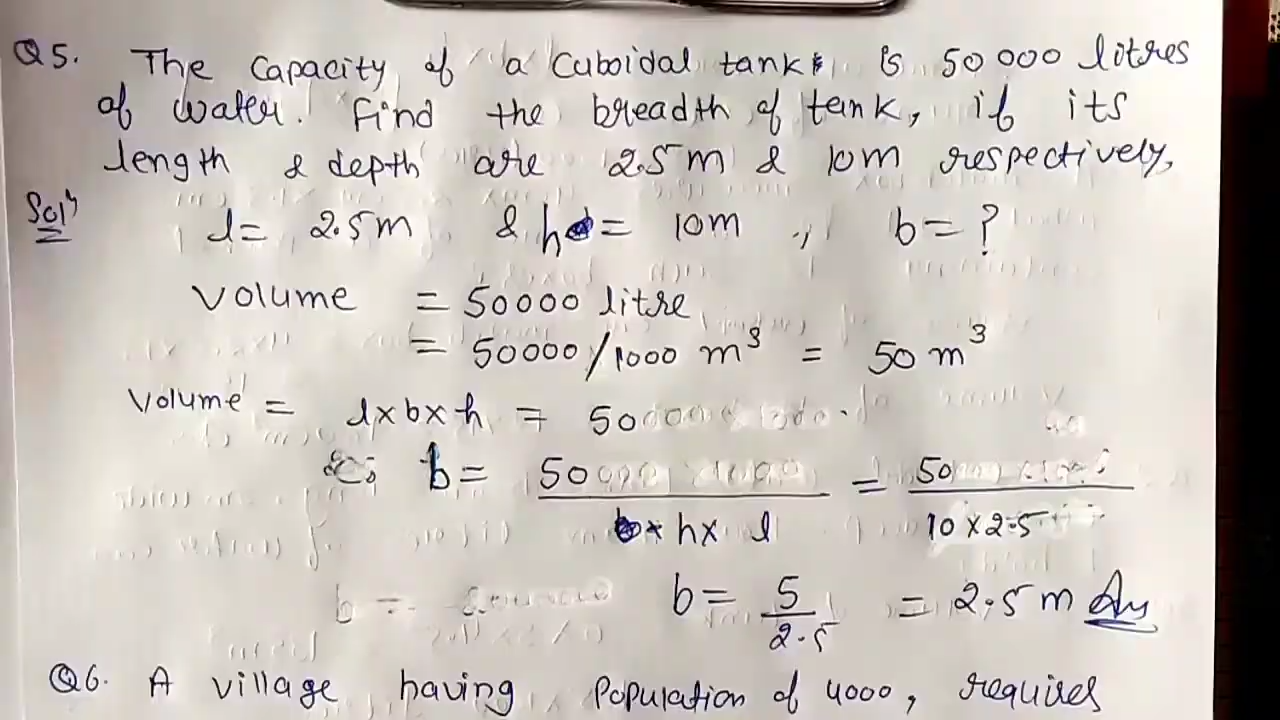 Q5. The capacity of a cuboidal tank is 50000 litres
of water. Find the breadth of tank, if its
length & depth are 2.5m & 10m respectively,
Solⁿ l = 2.5m & h = 10m , b = ?
Volume = 50000 litre
= 50000/1000 m³ = 50 m³
Volume = l×b×h = 50
b = 50 / h× l = 50 / 10×2.5
b = 5 / 2.5 = 2.5 m Ans
Q6. A village having population of 4000, requires